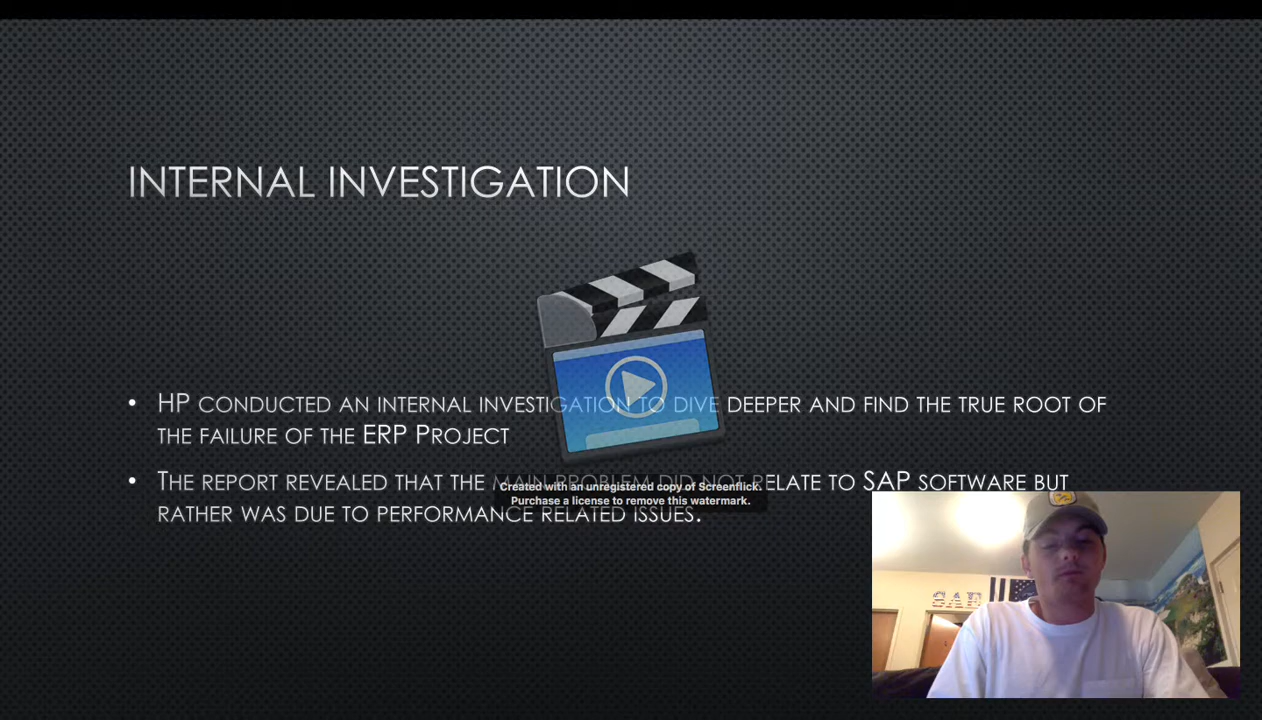 INTERNAL INVESTIGATION
• HP CONDUCTED AN INTERNAL INVESTIGATION TO DIVE DEEPER AND FIND THE TRUE ROOT OF
THE FAILURE OF THE ERP PROJECT
• THE REPORT REVEALED THAT THE MAIN PROBLEM DID NOT RELATE TO SAP SOFTWARE BUT
RATHER WAS DUE TO PERFORMANCE RELATED ISSUES.
Created with an unregistered copy of Screenflick.
Purchase a license to remove this watermark.
SAE